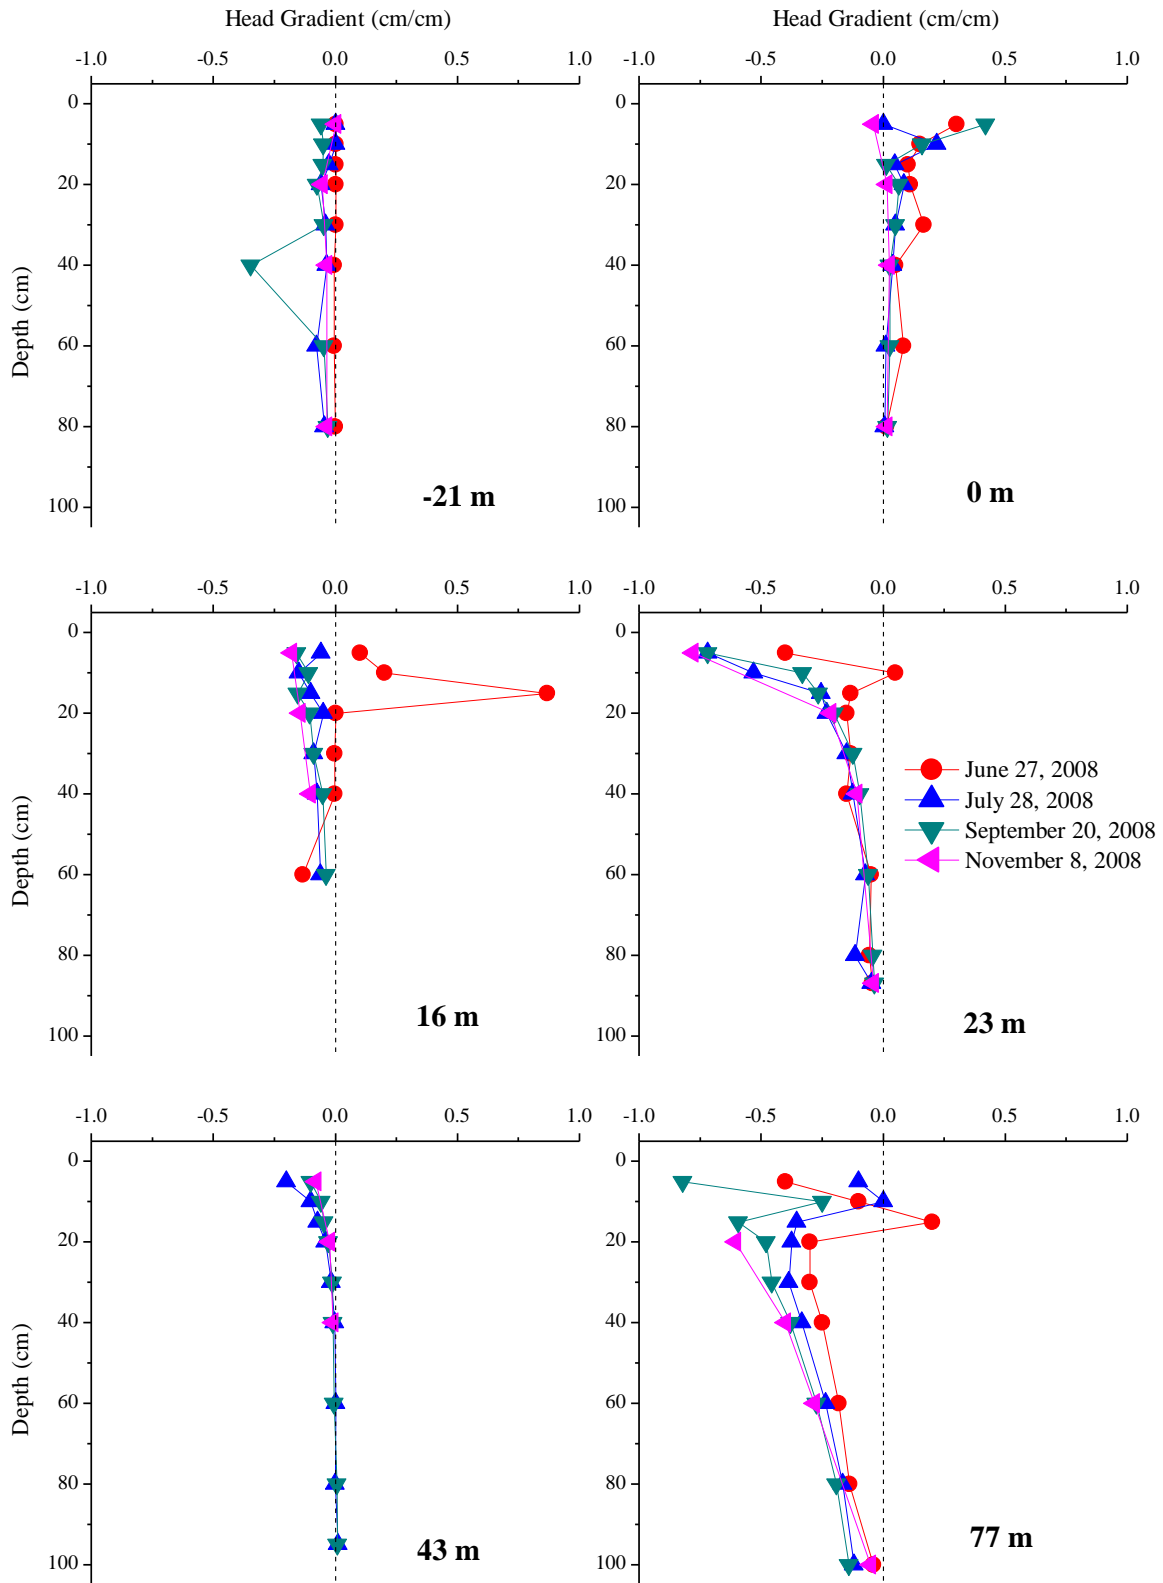 Head Gradient (cm/cm)
Head Gradient (cm/cm)
-1.0 -0.5 0.0 0.5 1.0
-1.0 -0.5 0.0 0.5 1.0
0
20
40
60
80
100
Depth (cm)
-21 m
0
20
40
60
80
100
0 m
-1.0 -0.5 0.0 0.5 1.0
-1.0 -0.5 0.0 0.5 1.0
0
20
40
60
80
100
Depth (cm)
16 m
0
20
40
60
80
100
June 27, 2008
July 28, 2008
September 20, 2008
November 8, 2008
23 m
-1.0 -0.5 0.0 0.5 1.0
-1.0 -0.5 0.0 0.5 1.0
0
20
40
60
80
100
Depth (cm)
43 m
0
20
40
60
80
100
77 m